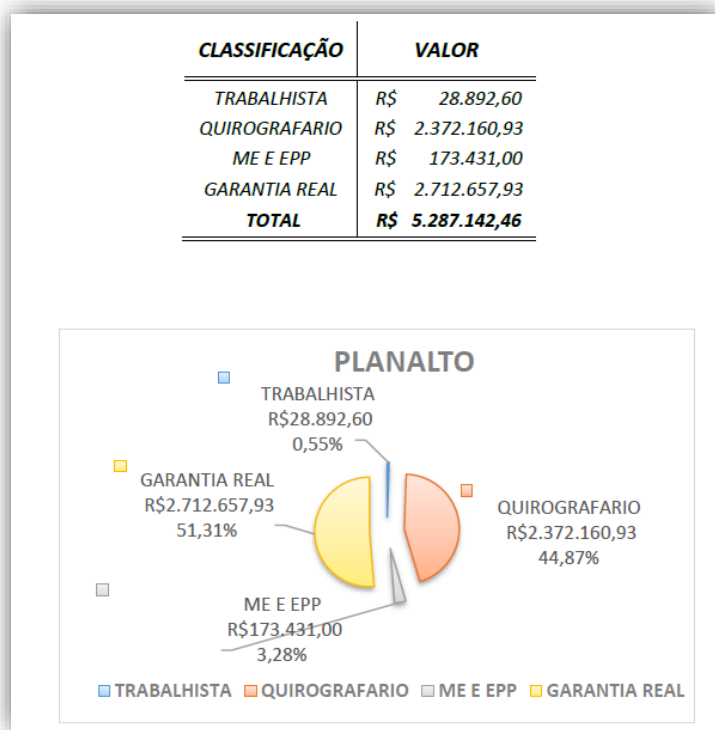 CLASSIFICAÇÃO VALOR
TRABALHISTA R$ 28.892,60
QUIROGRAFARIO R$ 2.372.160,93
ME E EPP R$ 173.431,00
GARANTIA REAL R$ 2.712.657,93
TOTAL R$ 5.287.142,46
PLANALTO
TRABALHISTA
R$28.892,60
0,55%
GARANTIA REAL
R$2.712.657,93
51,31%
QUIROGRAFARIO
R$2.372.160,93
44,87%
ME E EPP
R$173.431,00
3,28%
TRABALHISTA QUIROGRAFARIO ME E EPP GARANTIA REAL